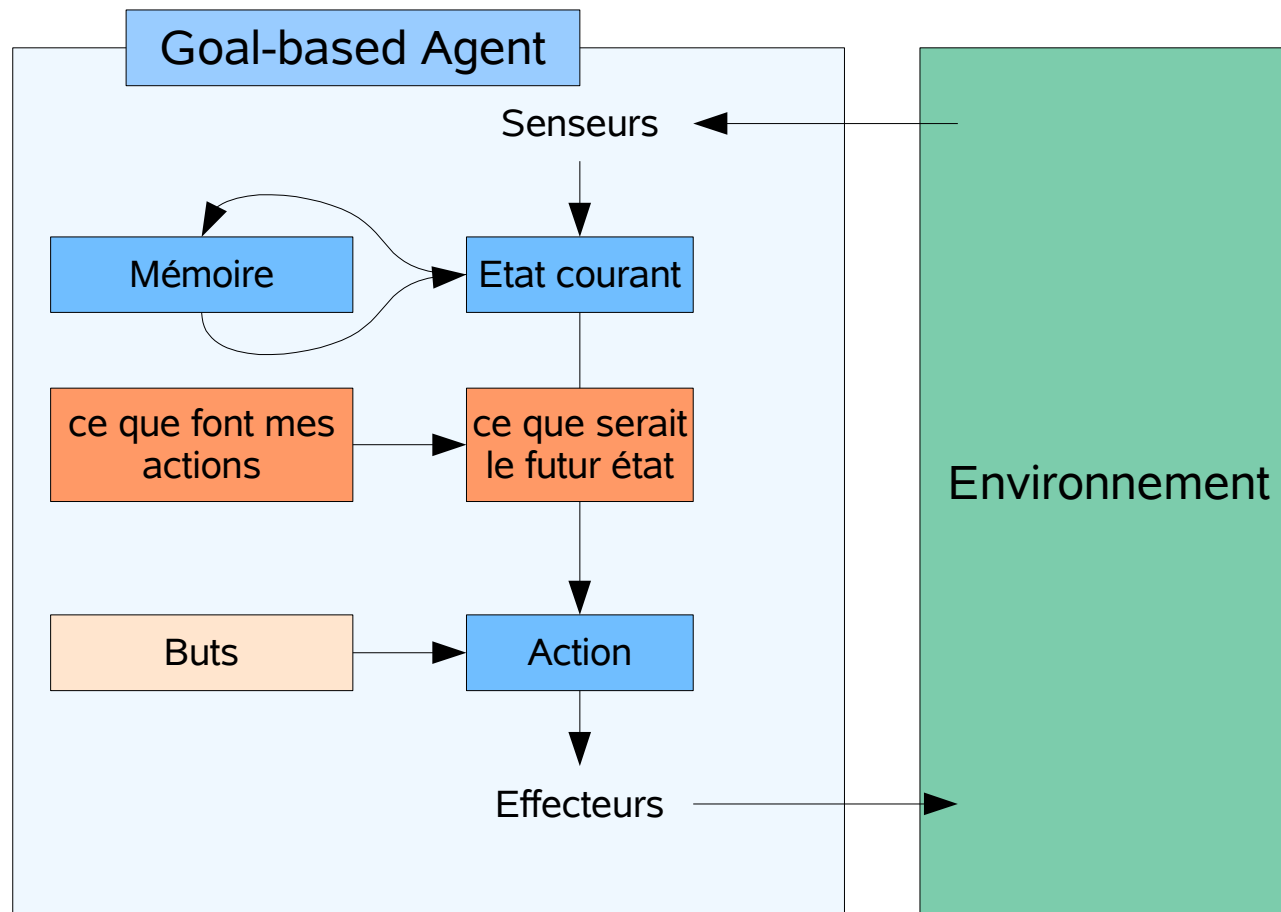 Goal-based Agent
Senseurs
Mémoire
Etat courant
ce que font mes
actions
ce que serait
le futur état
Environnement
Buts
Action
Effecteurs